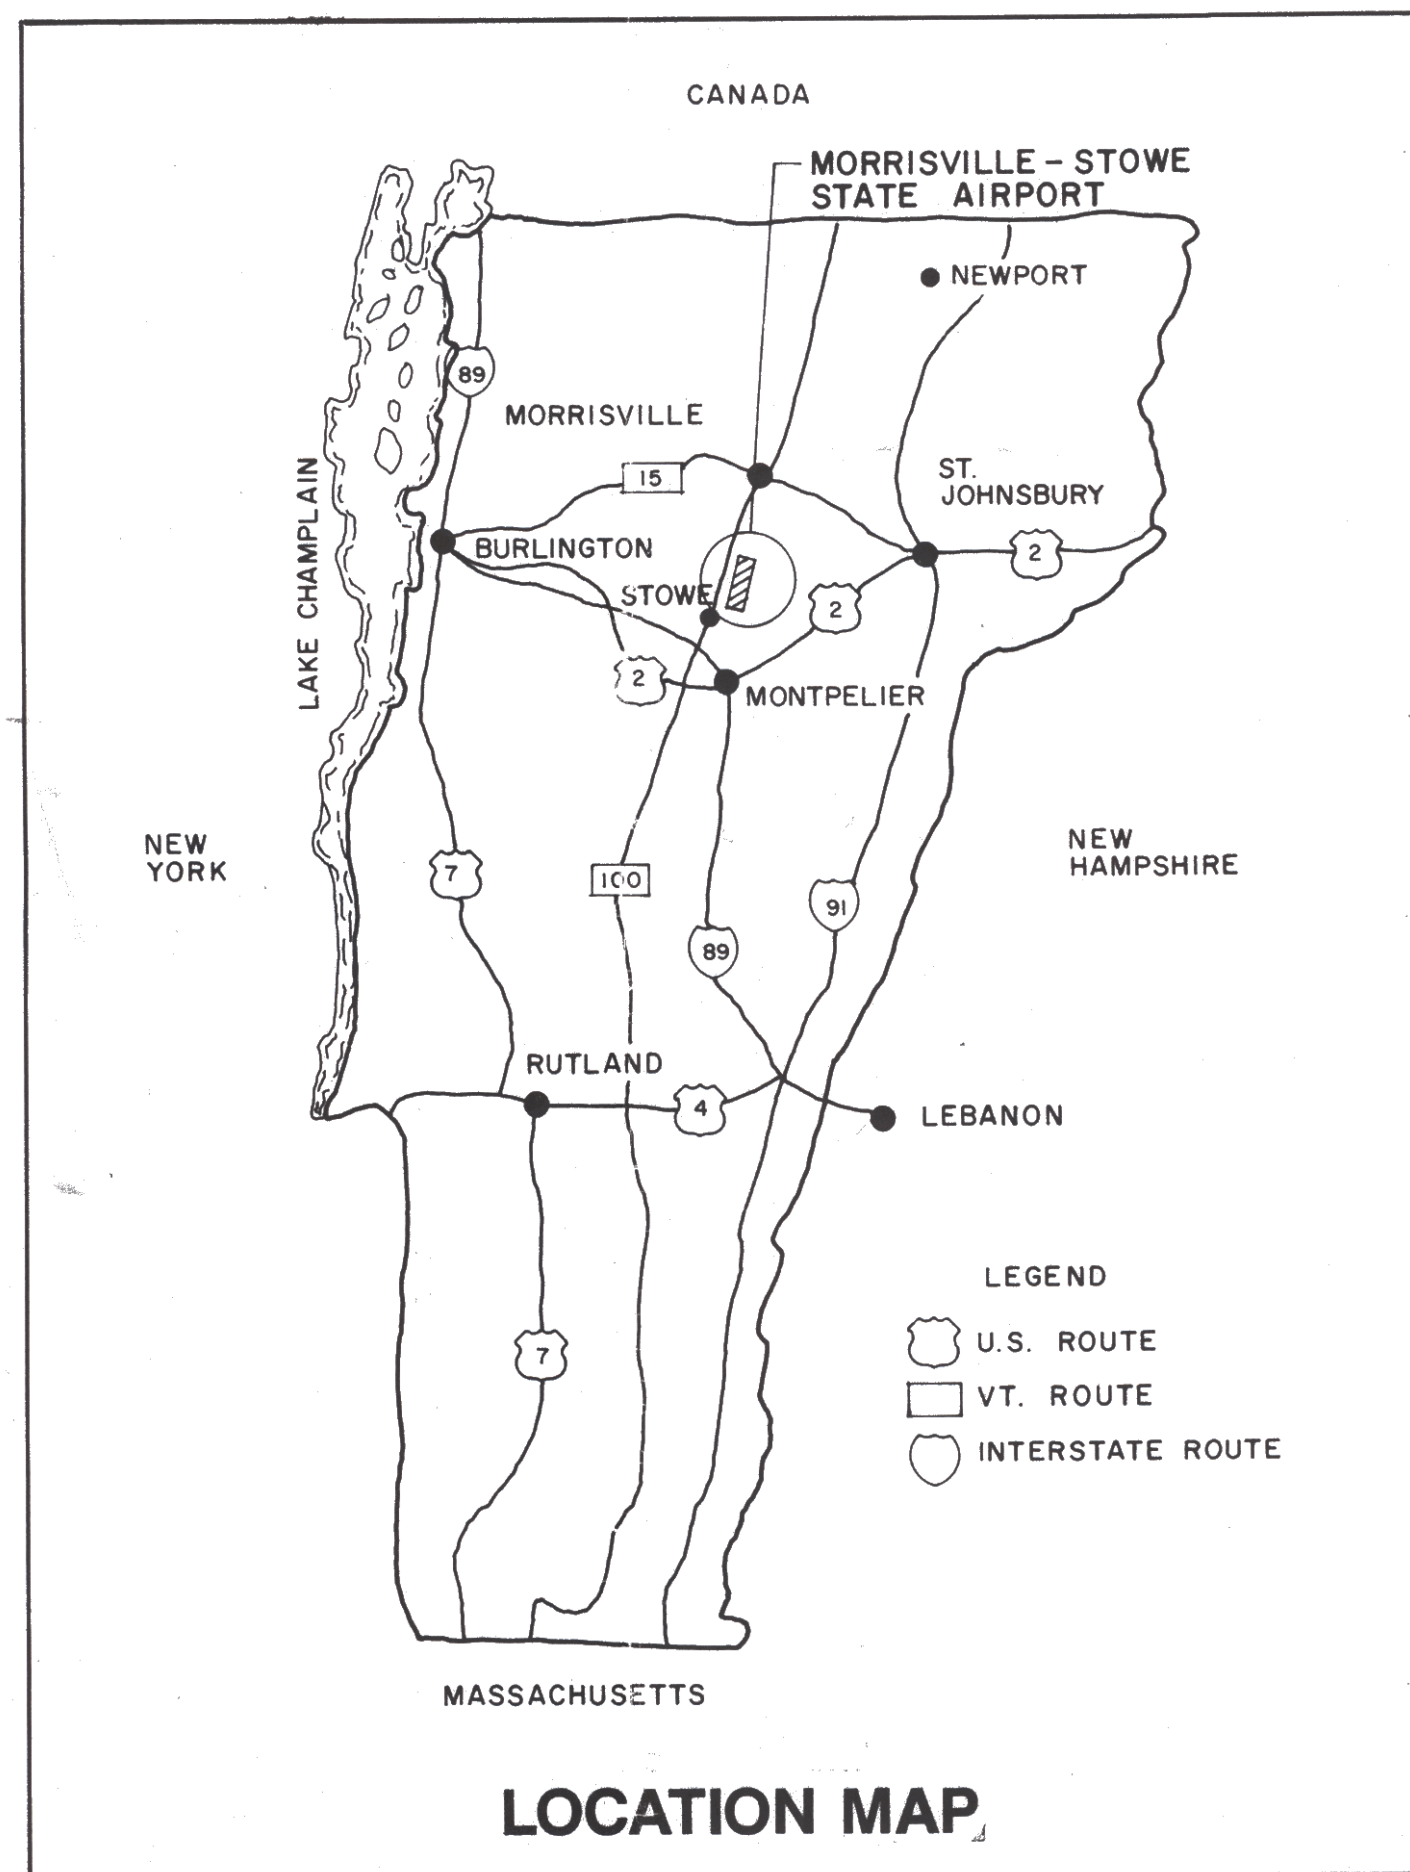 CANADA
MORRISVILLE - STOWE
STATE AIRPORT
NEWPORT
89
MORRISVILLE
15
ST.
JOHNSBURY
BURLINGTON
2
STOWE
2
2
MONTPELIER
LAKE CHAMPLAIN
NEW
YORK
NEW
HAMPSHIRE
7
100
91
89
RUTLAND
4
LEBANON
LEGEND
U.S. ROUTE
VT. ROUTE
INTERSTATE ROUTE
7
MASSACHUSETTS
LOCATION MAP